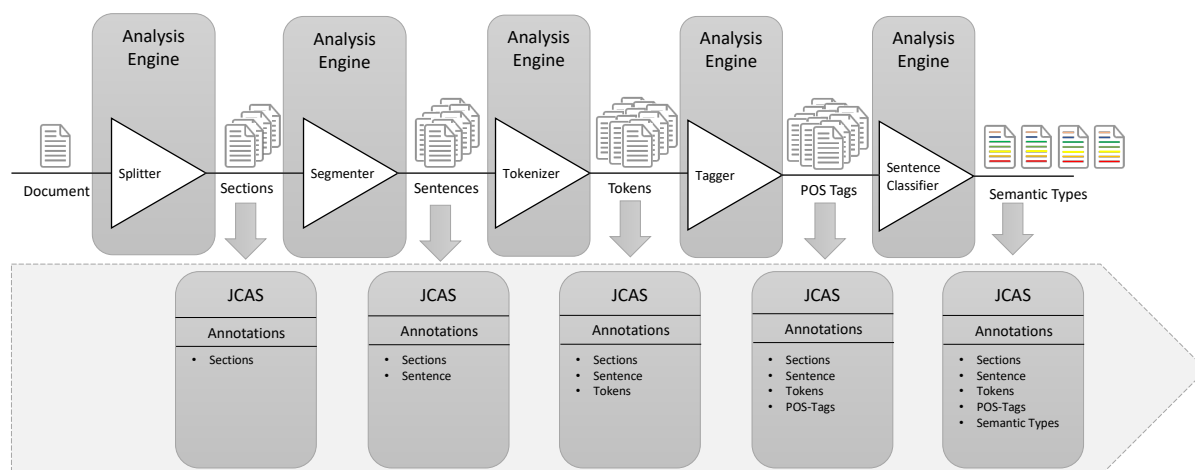 Analysis
Engine
Analysis
Engine
Analysis
Engine
Analysis
Engine
Analysis
Engine
Document
Splitter
Sections
Segmenter
Sentences
Tokenizer
Tokens
Tagger
POS Tags
Sentence
Classifier
Semantic Types
JCAS
Annotations
• Sections
JCAS
Annotations
• Sections
• Sentence
JCAS
Annotations
• Sections
• Sentence
• Tokens
JCAS
Annotations
• Sections
• Sentence
• Tokens
• POS-Tags
JCAS
Annotations
• Sections
• Sentence
• Tokens
• POS-Tags
• Semantic Types